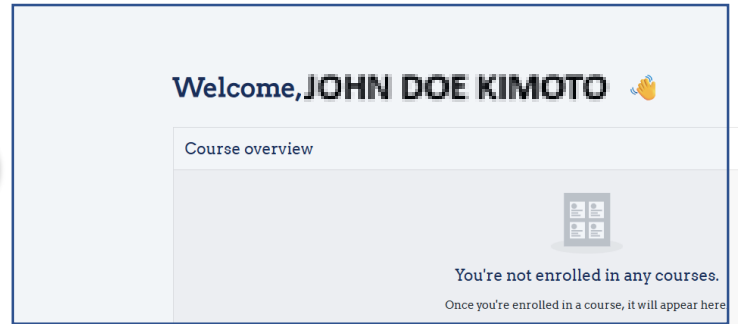 Welcome, JOHN DOE KIMOTO 👋
Course overview
You're not enrolled in any courses.
Once you're enrolled in a course, it will appear here